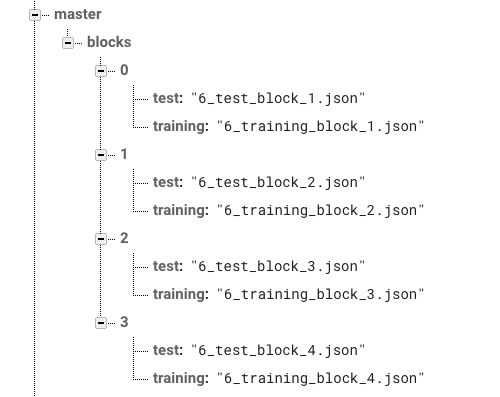 master
blocks
0
test: "6_test_block_1.json"
training: "6_training_block_1.json"
1
test: "6_test_block_2.json"
training: "6_training_block_2.json"
2
test: "6_test_block_3.json"
training: "6_training_block_3.json"
3
test: "6_test_block_4.json"
training: "6_training_block_4.json"